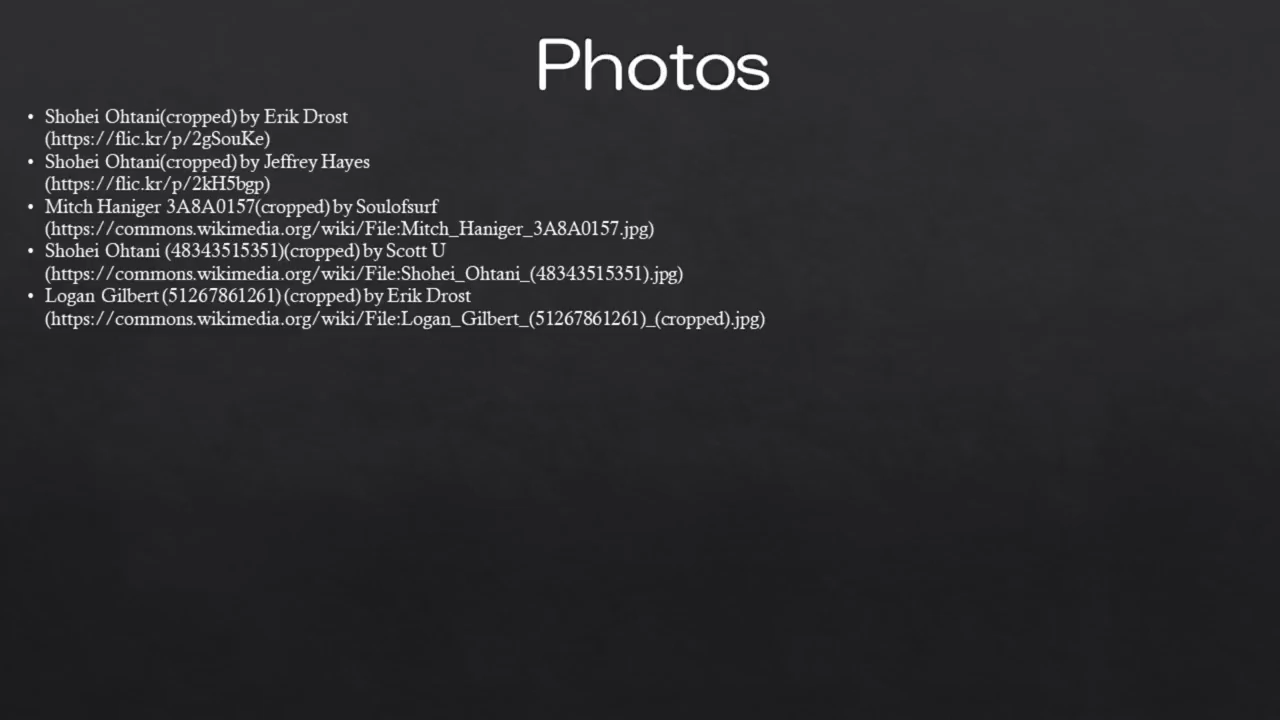 Photos
• Shohei Ohtani(cropped) by Erik Drost
(https://flic.kr/p/2gSouKe)
• Shohei Ohtani(cropped) by Jeffrey Hayes
(https://flic.kr/p/2kH5bgp)
• Mitch Haniger 3A8A0157(cropped) by Soulofsurf
(https://commons.wikimedia.org/wiki/File:Mitch_Haniger_3A8A0157.jpg)
• Shohei Ohtani (48343515351)(cropped) by Scott U
(https://commons.wikimedia.org/wiki/File:Shohei_Ohtani_(48343515351).jpg)
• Logan Gilbert (51267861261) (cropped) by Erik Drost
(https://commons.wikimedia.org/wiki/File:Logan_Gilbert_(51267861261)_(cropped).jpg)